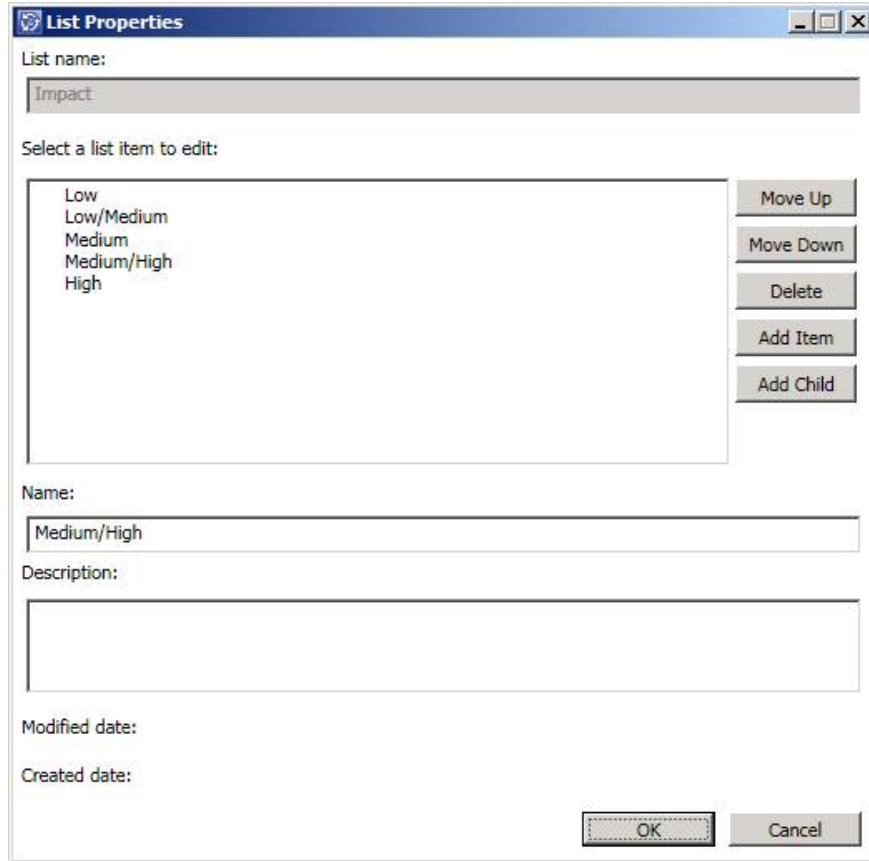 List Properties
List name:
Impact
Select a list item to edit:
Low
Low/Medium
Medium
Medium/High
High
Move Up
Move Down
Delete
Add Item
Add Child
Name:
Medium/High
Description:
Modified date:
Created date:
OK
Cancel